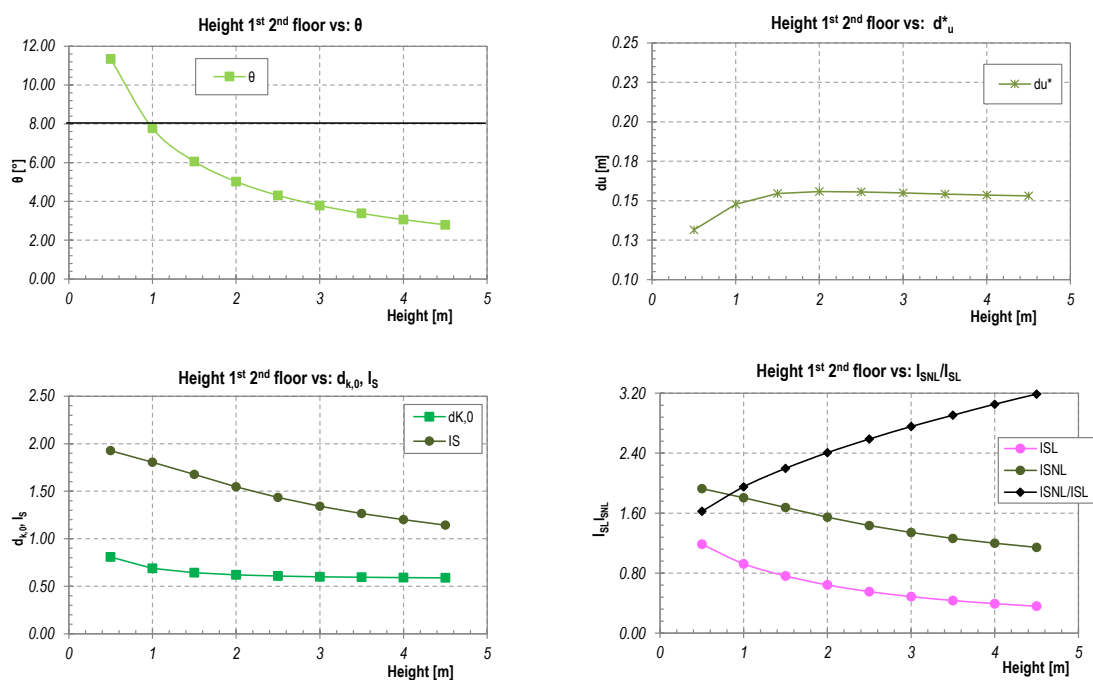 Height 1st 2nd floor vs: θ
12.00
10.00
8.00
6.00
4.00
2.00
0.00
θ [°]
θ
0 1 2 3 4 5
Height [m]
Height 1st 2nd floor vs: d*u
0.25
0.23
0.20
0.18
0.15
0.13
0.10
du [m]
du*
0 1 2 3 4 5
Height [m]
Height 1st 2nd floor vs: dk,0, IS
2.50
2.00
1.50
1.00
0.50
0.00
dk,0, IS
dK,0
IS
0 1 2 3 4 5
Height [m]
Height 1st 2nd floor vs: ISNL/ISL
3.20
2.40
1.60
0.80
0.00
ISL,ISNL
ISL
ISNL
ISNL/ISL
0 1 2 3 4 5
Height [m]